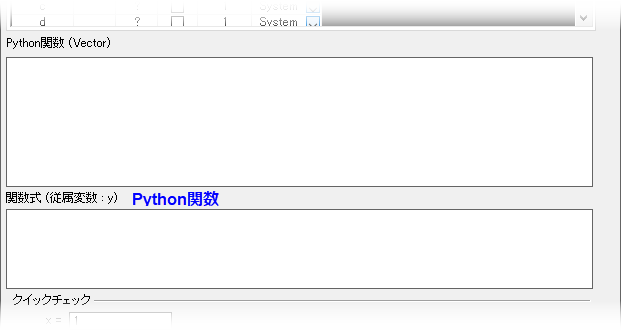 d ? 1 System
Python関数 (Vector)
関数式 (従属変数 : y) Python関数
クイックチェック
x = 1